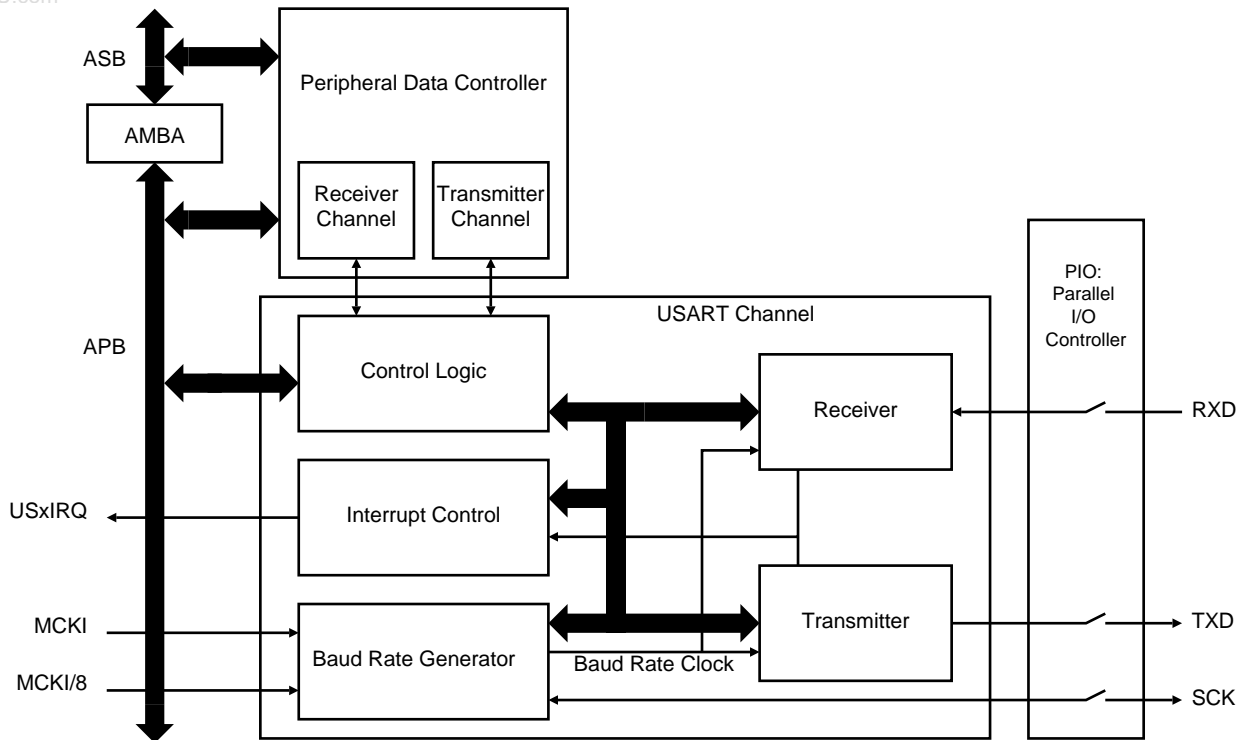 ASB
Peripheral Data Controller
AMBA
Receiver
Channel
Transmitter
Channel
PIO:
Parallel
I/O
Controller
USART Channel
APB
Control Logic
Receiver
RXD
USxIRQ
Interrupt Control
MCKI
Baud Rate Generator
Transmitter
TXD
Baud Rate Clock
MCKI/8
SCK